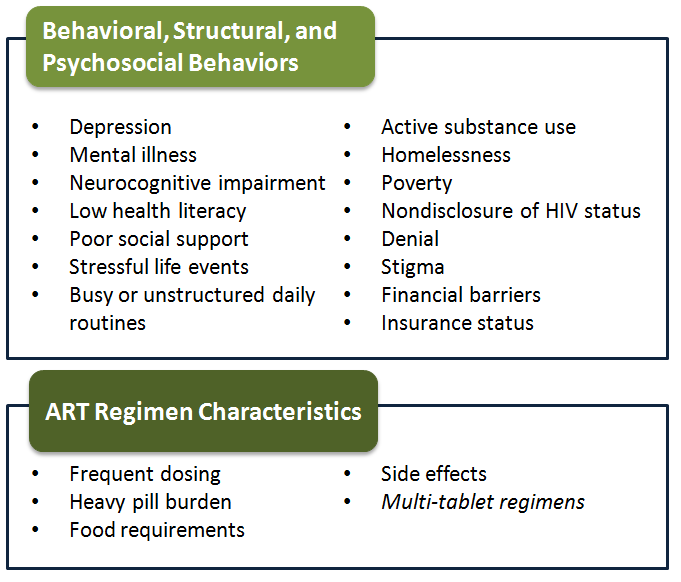 Behavioral, Structural, and
Psychosocial Behaviors
• Depression
• Mental illness
• Neurocognitive impairment
• Low health literacy
• Poor social support
• Stressful life events
• Busy or unstructured daily
routines
• Active substance use
• Homelessness
• Poverty
• Nondisclosure of HIV status
• Denial
• Stigma
• Financial barriers
• Insurance status
ART Regimen Characteristics
• Frequent dosing
• Heavy pill burden
• Food requirements
• Side effects
• Multi-tablet regimens